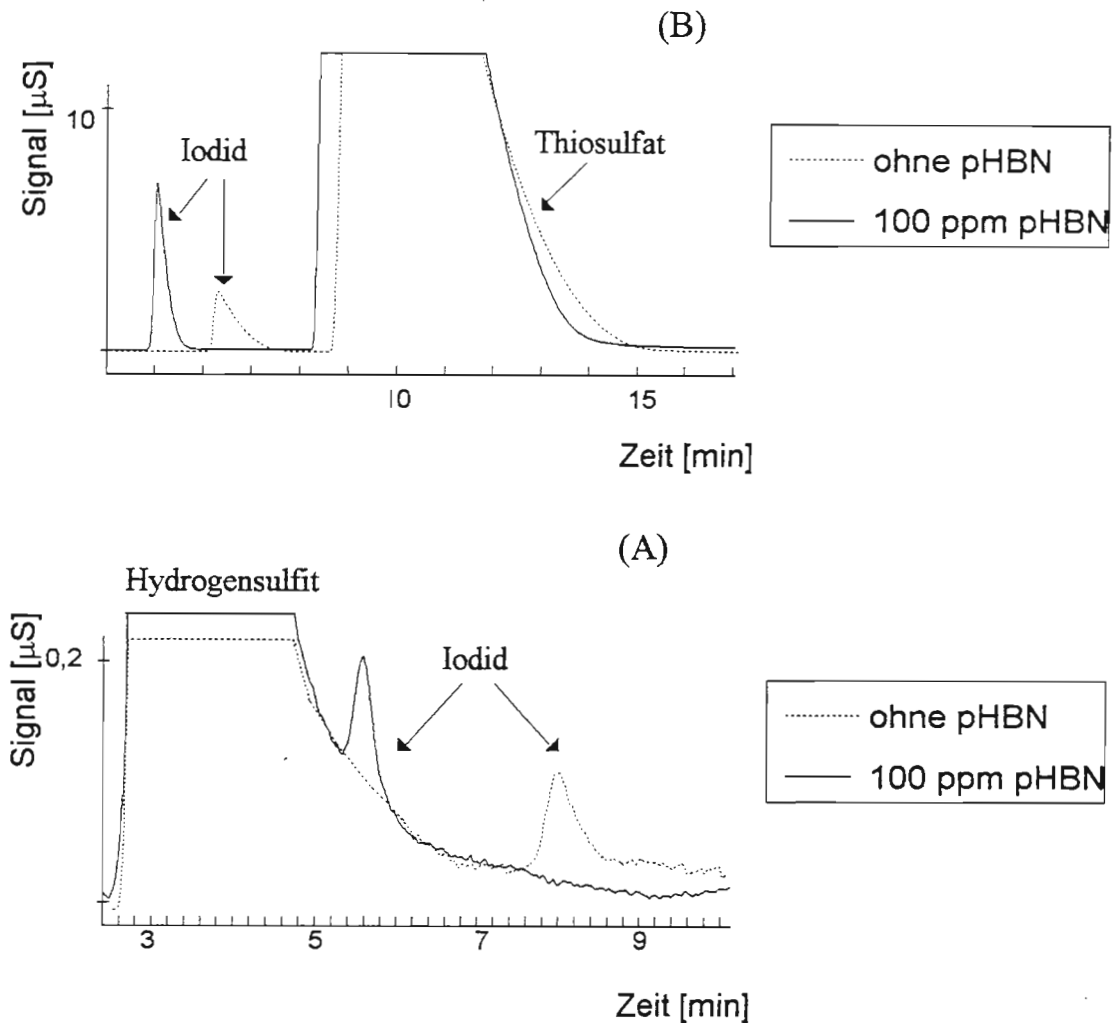 (B)
Signal [µS]
10
Iodid
Thiosulfat
ohne pHBN
100 ppm pHBN
10 15
Zeit [min]
(A)
Hydrogensulfit
Signal [µS]
0,2
Iodid
ohne pHBN
100 ppm pHBN
3 5 7 9
Zeit [min]